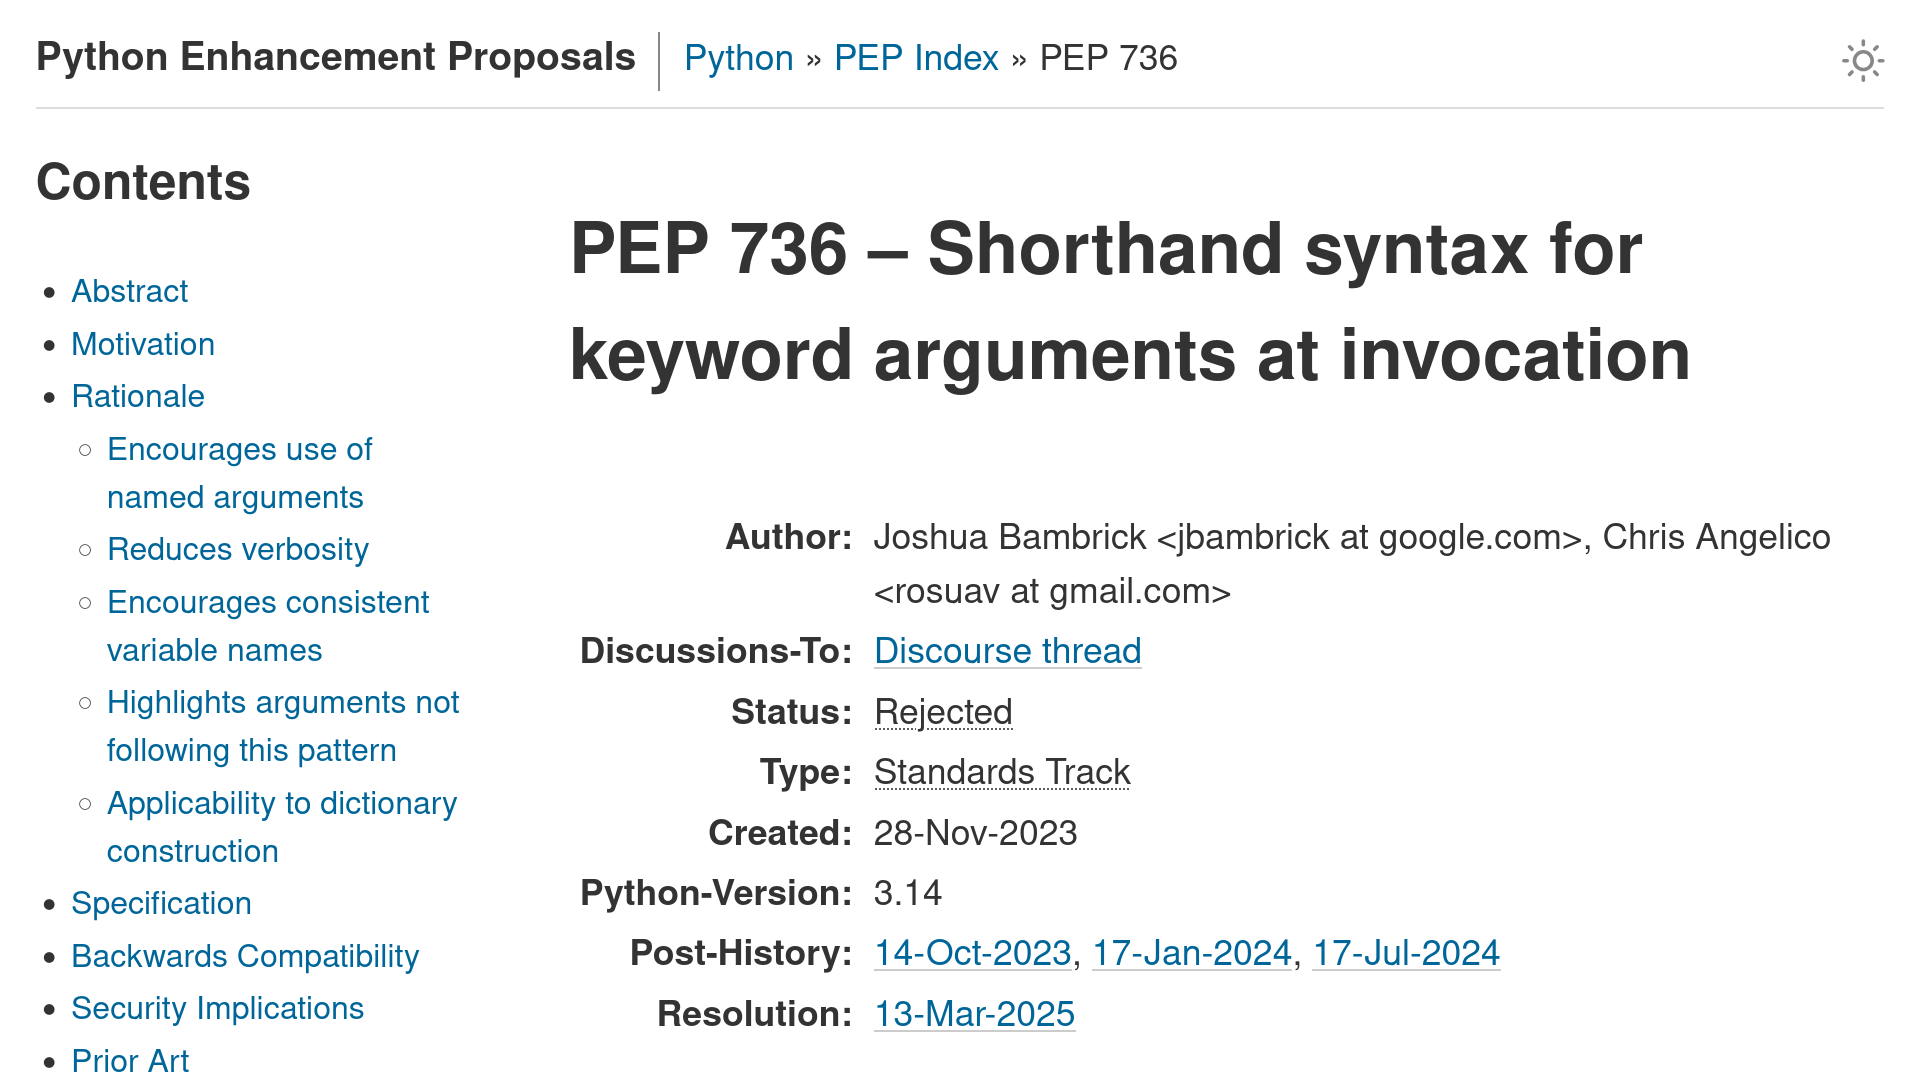 Python Enhancement Proposals
Python » PEP Index » PEP 736
Contents
• Abstract
• Motivation
• Rationale
◦ Encourages use of
named arguments
◦ Reduces verbosity
◦ Encourages consistent
variable names
◦ Highlights arguments not
following this pattern
◦ Applicability to dictionary
construction
• Specification
• Backwards Compatibility
• Security Implications
• Prior Art
PEP 736 – Shorthand syntax for
keyword arguments at invocation
Author: Joshua Bambrick <jbambrick at google.com>, Chris Angelico
<rosuav at gmail.com>
Discussions-To: Discourse thread
Status: Rejected
Type: Standards Track
Created: 28-Nov-2023
Python-Version: 3.14
Post-History: 14-Oct-2023, 17-Jan-2024, 17-Jul-2024
Resolution: 13-Mar-2025